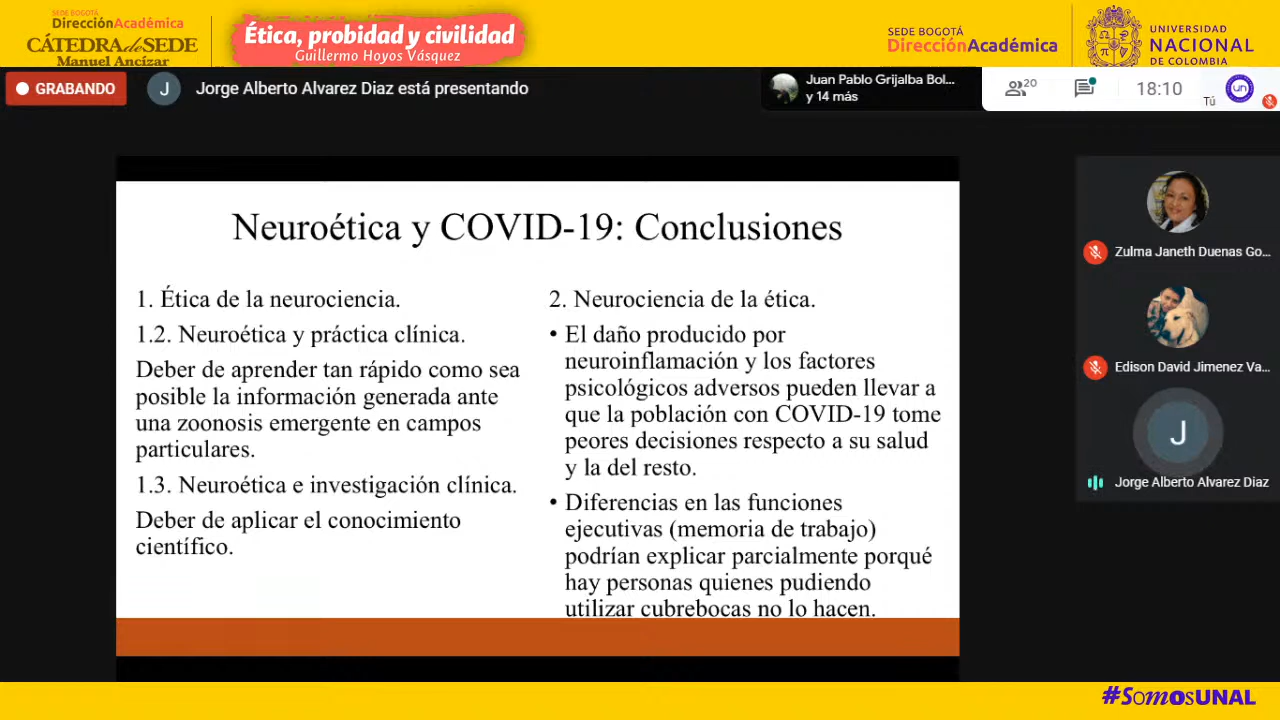 SEDE BOGOTÁ
DirecciónAcadémica
CÁTEDRAdeSEDE
Manuel Ancízar
Ética, probidad y civilidad
Guillermo Hoyos Vásquez
SEDE BOGOTÁ
DirecciónAcadémica
UNIVERSIDAD
NACIONAL
DE COLOMBIA
GRABANDO
J
Jorge Alberto Alvarez Diaz está presentando
Juan Pablo Grijalba Bol...
y 14 más
20
18:10
Tú
un
Neuroética y COVID-19: Conclusiones
1. Ética de la neurociencia.
1.2. Neuroética y práctica clínica.
Deber de aprender tan rápido como sea
posible la información generada ante
una zoonosis emergente en campos
particulares.
1.3. Neuroética e investigación clínica.
Deber de aplicar el conocimiento
científico.
2. Neurociencia de la ética.
• El daño producido por
neuroinflamación y los factores
psicológicos adversos pueden llevar a
que la población con COVID-19 tome
peores decisiones respecto a su salud
y la del resto.
• Diferencias en las funciones
ejecutivas (memoria de trabajo)
podrían explicar parcialmente porqué
hay personas quienes pudiendo
utilizar cubrebocas no lo hacen.
Zulma Janeth Duenas Go...
Edison David Jimenez Va...
J
Jorge Alberto Alvarez Diaz
#SomosUNAL